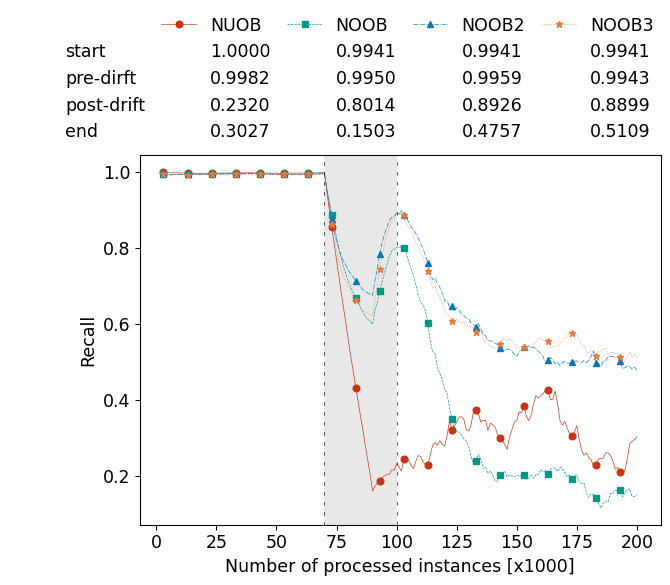 NUOB NOOB NOOB2 NOOB3
start 1.0000 0.9941 0.9941 0.9941
pre-dirft 0.9982 0.9950 0.9959 0.9943
post-drift 0.2320 0.8014 0.8926 0.8899
end 0.3027 0.1503 0.4757 0.5109
1.0
0.8
0.6
0.4
0.2
Recall
0 25 50 75 100 125 150 175 200
Number of processed instances [x1000]